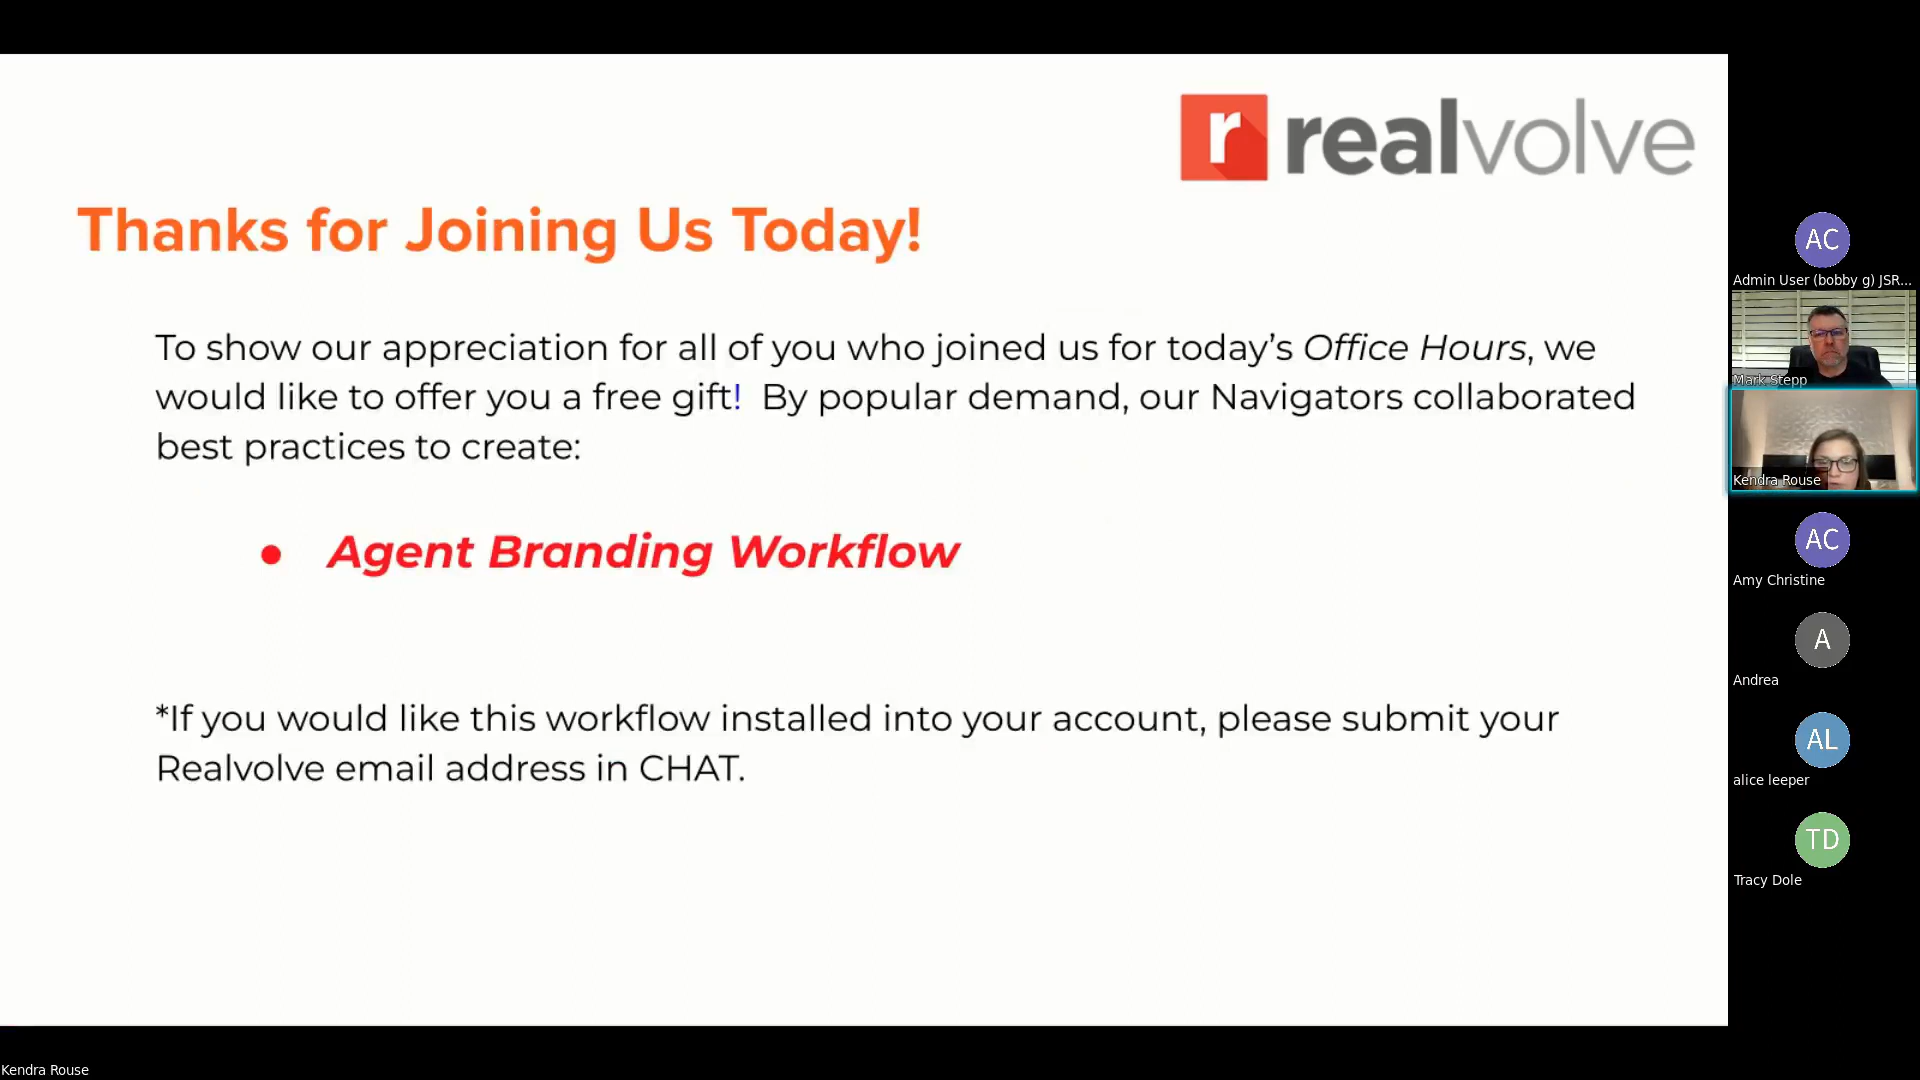 r realvolve
Thanks for Joining Us Today!
To show our appreciation for all of you who joined us for today’s Office Hours, we
would like to offer you a free gift!  By popular demand, our Navigators collaborated
best practices to create:
● Agent Branding Workflow
*If you would like this workflow installed into your account, please submit your
Realvolve email address in CHAT.
AC
Admin User (bobby g) JSR...
Mark Stepp
Kendra Rouse
AC
Amy Christine
A
Andrea
AL
alice leeper
TD
Tracy Dole
Kendra Rouse